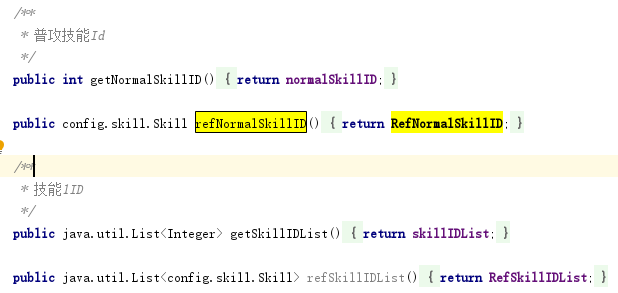 /**
* 普攻技能Id
*/
public int getNormalSkillID() { return normalSkillID; }
public config.skill.Skill refNormalSkillID() { return RefNormalSkillID; }
/**
* 技能1ID
*/
public java.util.List<Integer> getSkillIDList() { return skillIDList; }
public java.util.List<config.skill.Skill> refSkillIDList() { return RefSkillIDList; }